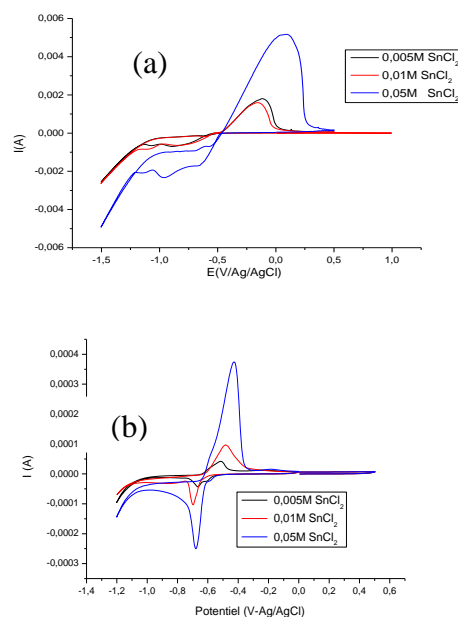 0,006
0,004
0,002
0,000
-0,002
-0,004
-0,006
I(A)
(a)
0,005M SnCl₂
0,01M SnCl₂
0,05M SnCl₂
-1,5 -1,0 -0,5 0,0 0,5 1,0
E(V/Ag/AgCl)
0,0004
0,0003
0,0002
0,0001
0,0000
-0,0001
-0,0002
-0,0003
I (A)
(b)
0,005M SnCl₂
0,01M SnCl₂
0,05M SnCl₂
-1,4 -1,2 -1,0 -0,8 -0,6 -0,4 -0,2 0,0 0,2 0,4 0,6
Potentiel (V-Ag/AgCl)